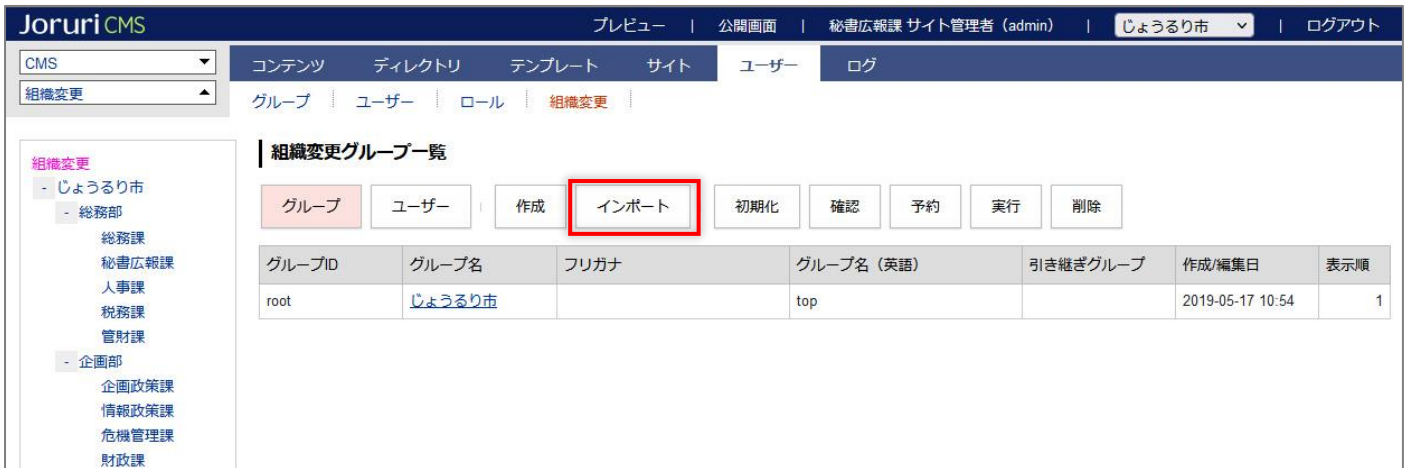 Joruri CMS プレビュー | 公開画面 | 秘書広報課 サイト管理者（admin） | じょうるり市 | ログアウト
CMS
組織変更
コンテンツ ディレクトリ テンプレート サイト ユーザー ログ
グループ ユーザー ロール 組織変更
組織変更
- じょうるり市
- 総務部
総務課
秘書広報課
人事課
税務課
管財課
- 企画部
企画政策課
情報政策課
危機管理課
財政課
組織変更グループ一覧
グループ ユーザー 作成 インポート 初期化 確認 予約 実行 削除
グループID グループ名 フリガナ グループ名（英語） 引き継ぎグループ 作成/編集日 表示順
root じょうるり市 top 2019-05-17 10:54 1